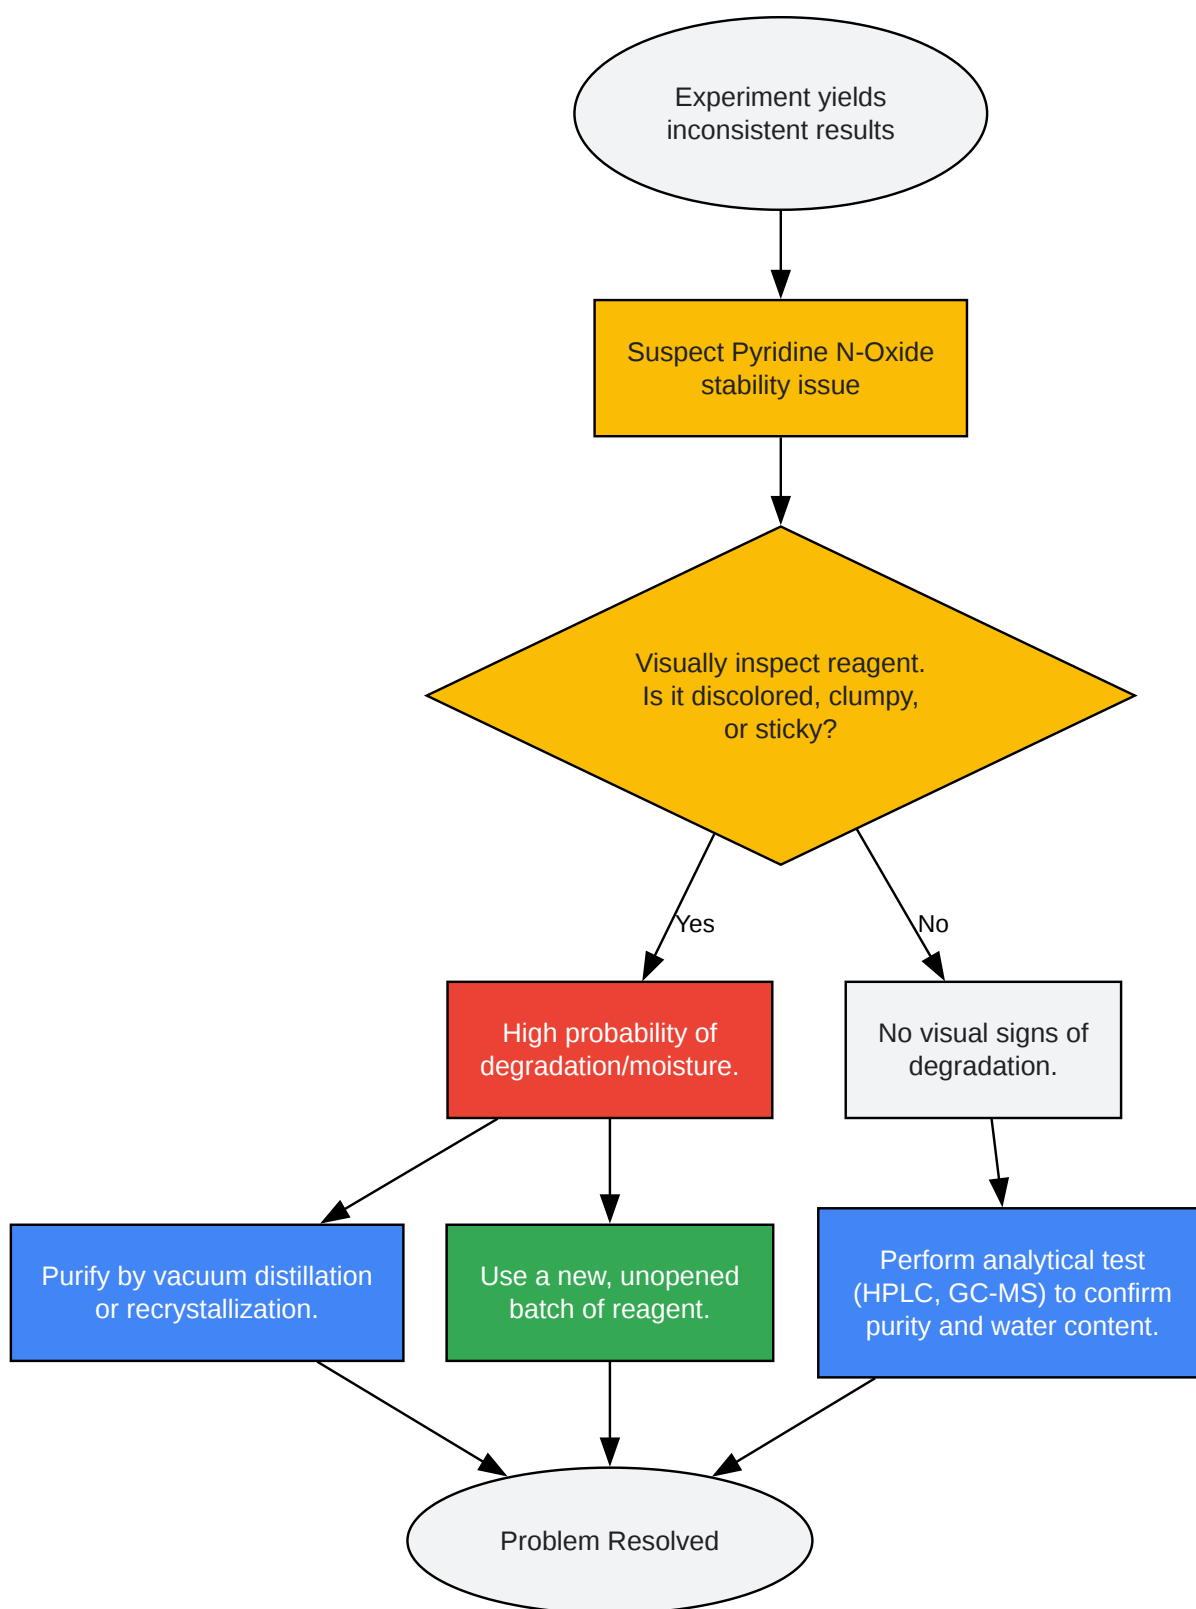 Experiment yields
inconsistent results
Suspect Pyridine N-Oxide
stability issue
Visually inspect reagent.
Is it discolored, clumpy,
or sticky?
Yes
No
High probability of
degradation/moisture.
No visual signs of
degradation.
Purify by vacuum distillation
or recrystallization.
Use a new, unopened
batch of reagent.
Perform analytical test
(HPLC, GC-MS) to confirm
purity and water content.
Problem Resolved